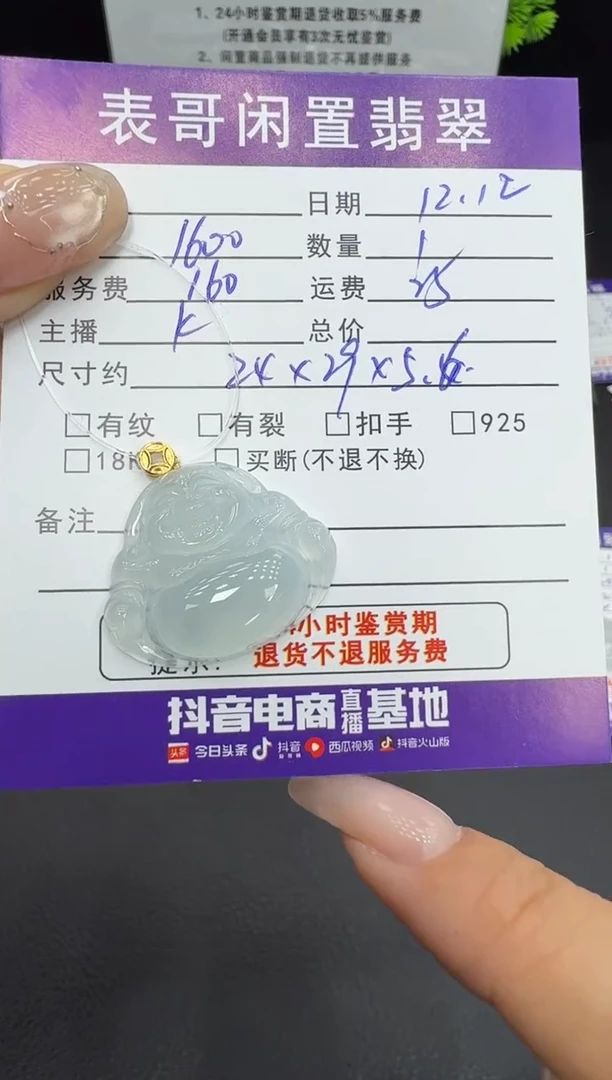 1、24小时鉴赏期退货收取5%服务费
(开通会员享有3次无忧鉴赏)
2、闲置商品强制退货不再提供服务
表哥闲置翡翠
日期 12.12
1600 数量 1
服务费 160 运费 25
主播 K 总价
尺寸约 24×29×5.6
□有纹 □有裂 □扣手 □925
□18K □买断(不退不换)
备注
小时鉴赏期
提示: 退货不退服务费
抖音电商直播基地
头条 今日头条 抖音 西瓜视频 抖音火山版